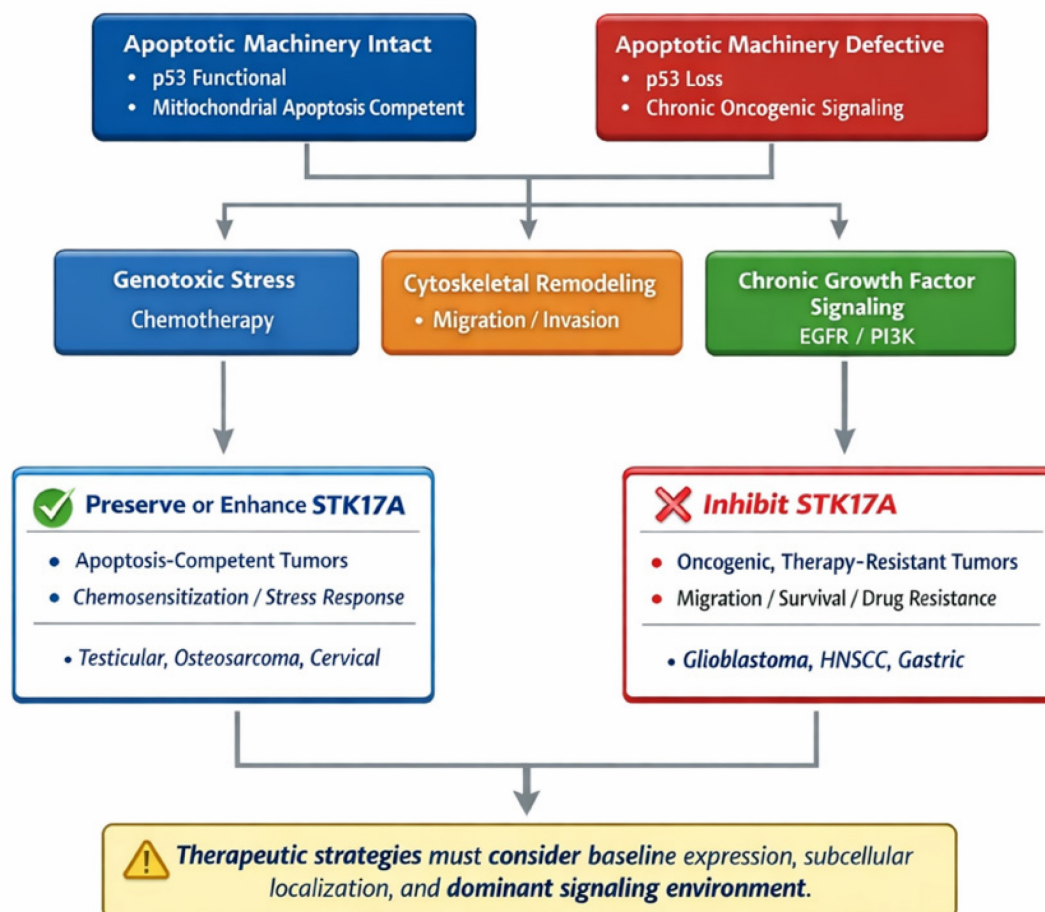 Apoptotic Machinery Intact
• p53 Functional
• Mitlochondrial Apoptosis Competent
Apoptotic Machinery Defective
• p53 Loss
• Chronic Oncogenic Signaling
Genotoxic Stress
Chemotherapy
Cytoskeletal Remodeling
• Migration / Invasion
Chronic Growth Factor
Signaling
EGFR / PI3K
Preserve or Enhance STK17A
• Apoptosis-Competent Tumors
• Chemosensitization / Stress Response
• Testicular, Osteosarcoma, Cervical
Inhibit STK17A
• Oncogenic, Therapy-Resistant Tumors
• Migration / Survival / Drug Resistance
• Glioblastoma, HNSCC, Gastric
Therapeutic strategies must consider baseline expression, subcellular
localization, and dominant signaling environment.